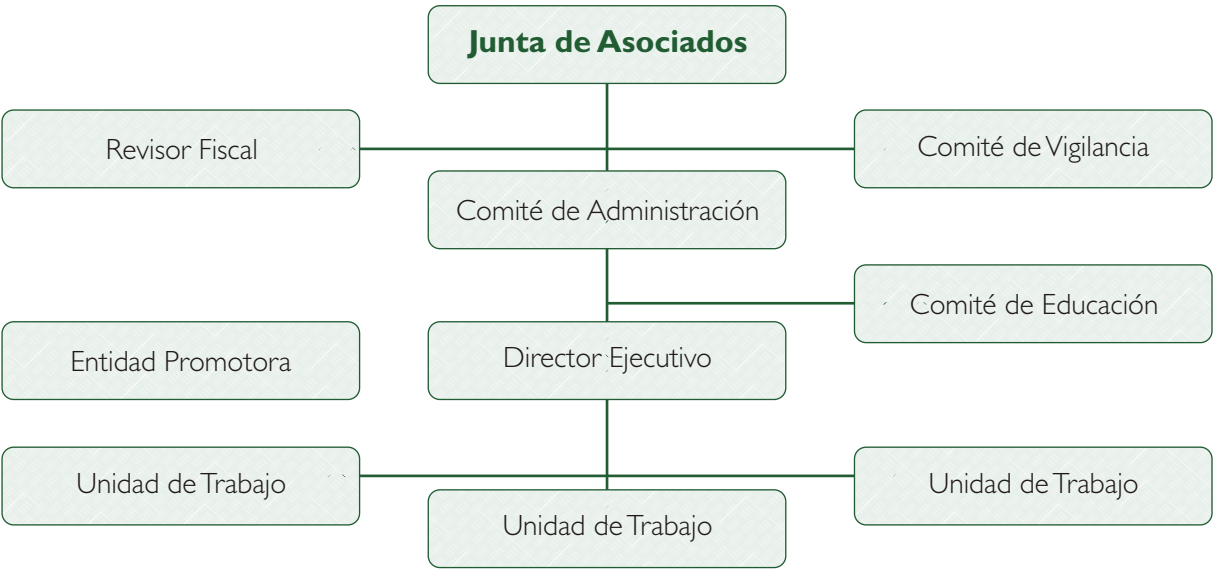 Junta de Asociados
Revisor Fiscal
Comité de Vigilancia
Comité de Administración
Comité de Educación
Entidad Promotora
Director Ejecutivo
Unidad de Trabajo
Unidad de Trabajo
Unidad de Trabajo